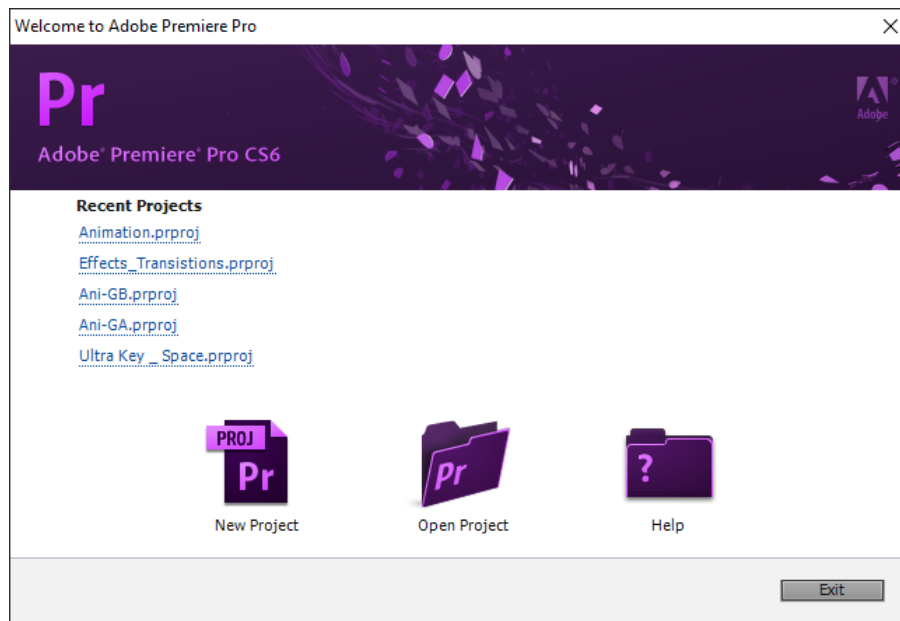 Welcome to Adobe Premiere Pro
Pr
Adobe® Premiere® Pro CS6
Adobe®
Recent Projects
Animation.prproj
Effects_Transistions.prproj
Ani-GB.prproj
Ani-GA.prproj
Ultra Key _ Space.prproj
PROJ
Pr
Pr
?
New Project
Open Project
Help
Exit